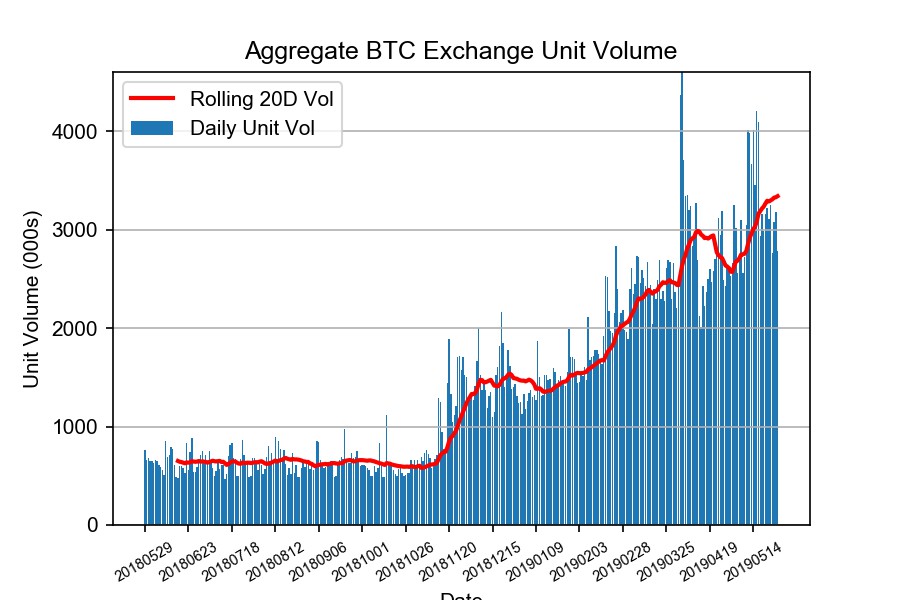 Aggregate BTC Exchange Unit Volume
Rolling 20D Vol
Daily Unit Vol
Unit Volume (000s)
4000
3000
2000
1000
0
20180529 20180623 20180718 20180812 20180906 20181001 20181026 20181120 20181215 20190109 20190203 20190228 20190325 20190419 20190514
Date